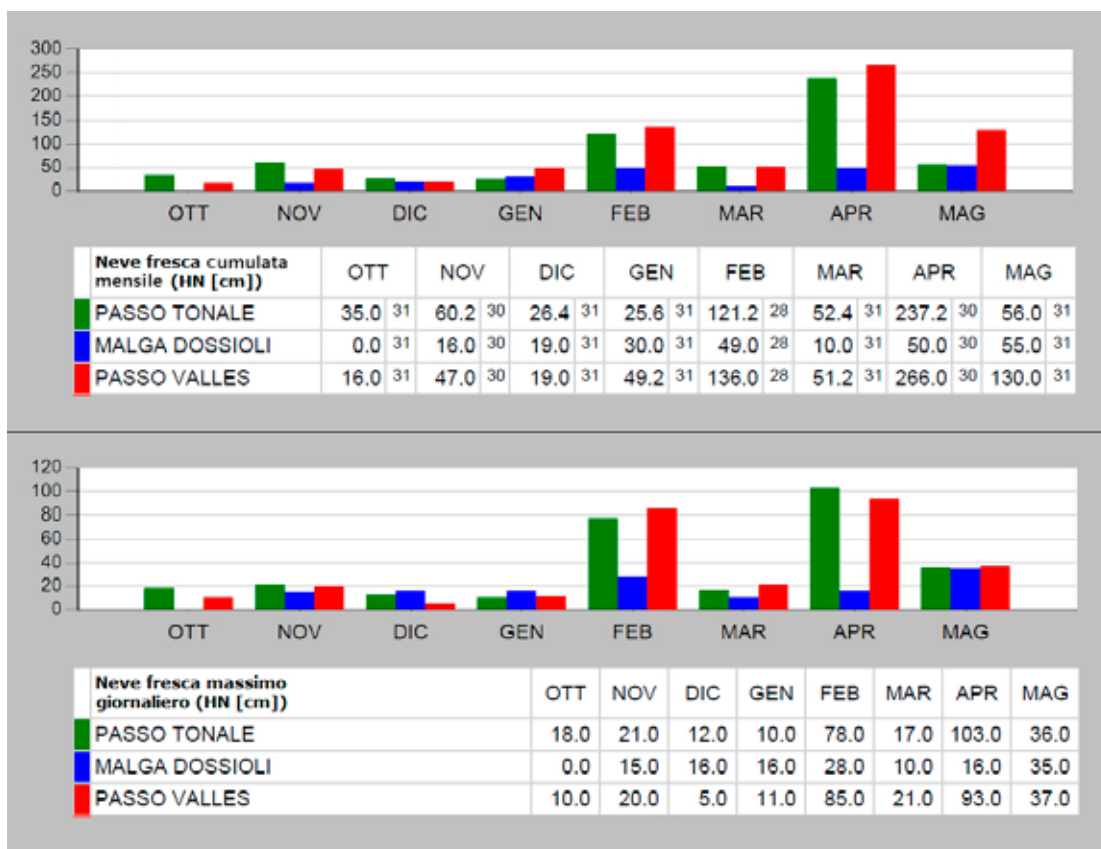 300
250
200
150
100
50
0
OTT NOV DIC GEN FEB MAR APR MAG
Neve fresca cumulata
mensile (HN [cm]) OTT NOV DIC GEN FEB MAR APR MAG
PASSO TONALE 35.0 31 60.2 30 26.4 31 25.6 31 121.2 28 52.4 31 237.2 30 56.0 31
MALGA DOSSIOLI 0.0 31 16.0 30 19.0 31 30.0 31 49.0 28 10.0 31 50.0 30 55.0 31
PASSO VALLES 16.0 31 47.0 30 19.0 31 49.2 31 136.0 28 51.2 31 266.0 30 130.0 31
120
100
80
60
40
20
0
OTT NOV DIC GEN FEB MAR APR MAG
Neve fresca massimo
giornaliero (HN [cm]) OTT NOV DIC GEN FEB MAR APR MAG
PASSO TONALE 18.0 21.0 12.0 10.0 78.0 17.0 103.0 36.0
MALGA DOSSIOLI 0.0 15.0 16.0 16.0 28.0 10.0 16.0 35.0
PASSO VALLES 10.0 20.0 5.0 11.0 85.0 21.0 93.0 37.0